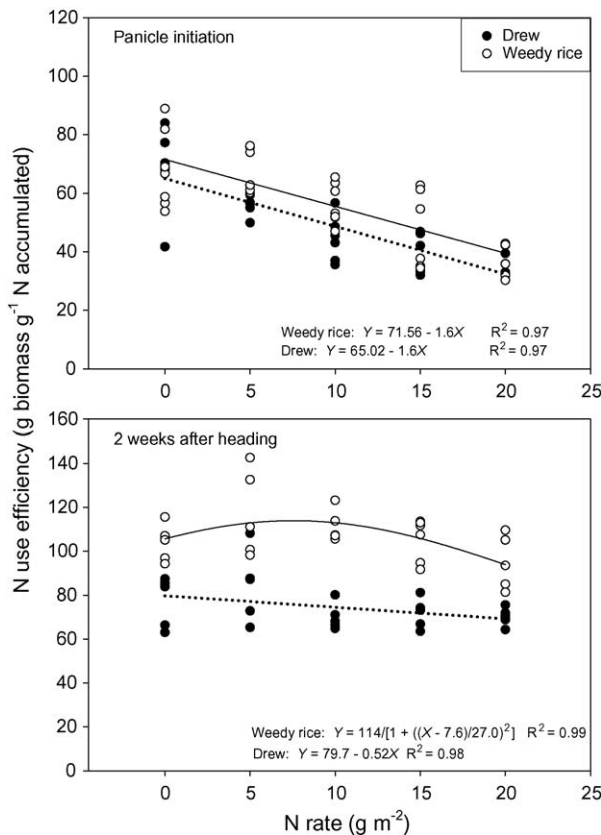 N use efficiency (g biomass g⁻¹ N accumulated)
Panicle initiation
Drew
Weedy rice
120
100
80
60
40
20
0
Weedy rice: Y = 71.56 - 1.6X R² = 0.97
Drew: Y = 65.02 - 1.6X R² = 0.97
0 5 10 15 20 25
2 weeks after heading
160
140
120
100
80
60
40
20
0
Weedy rice: Y = 114/[1 + ((X - 7.6)/27.0)²] R² = 0.99
Drew: Y = 79.7 - 0.52X R² = 0.98
0 5 10 15 20 25
N rate (g m⁻²)